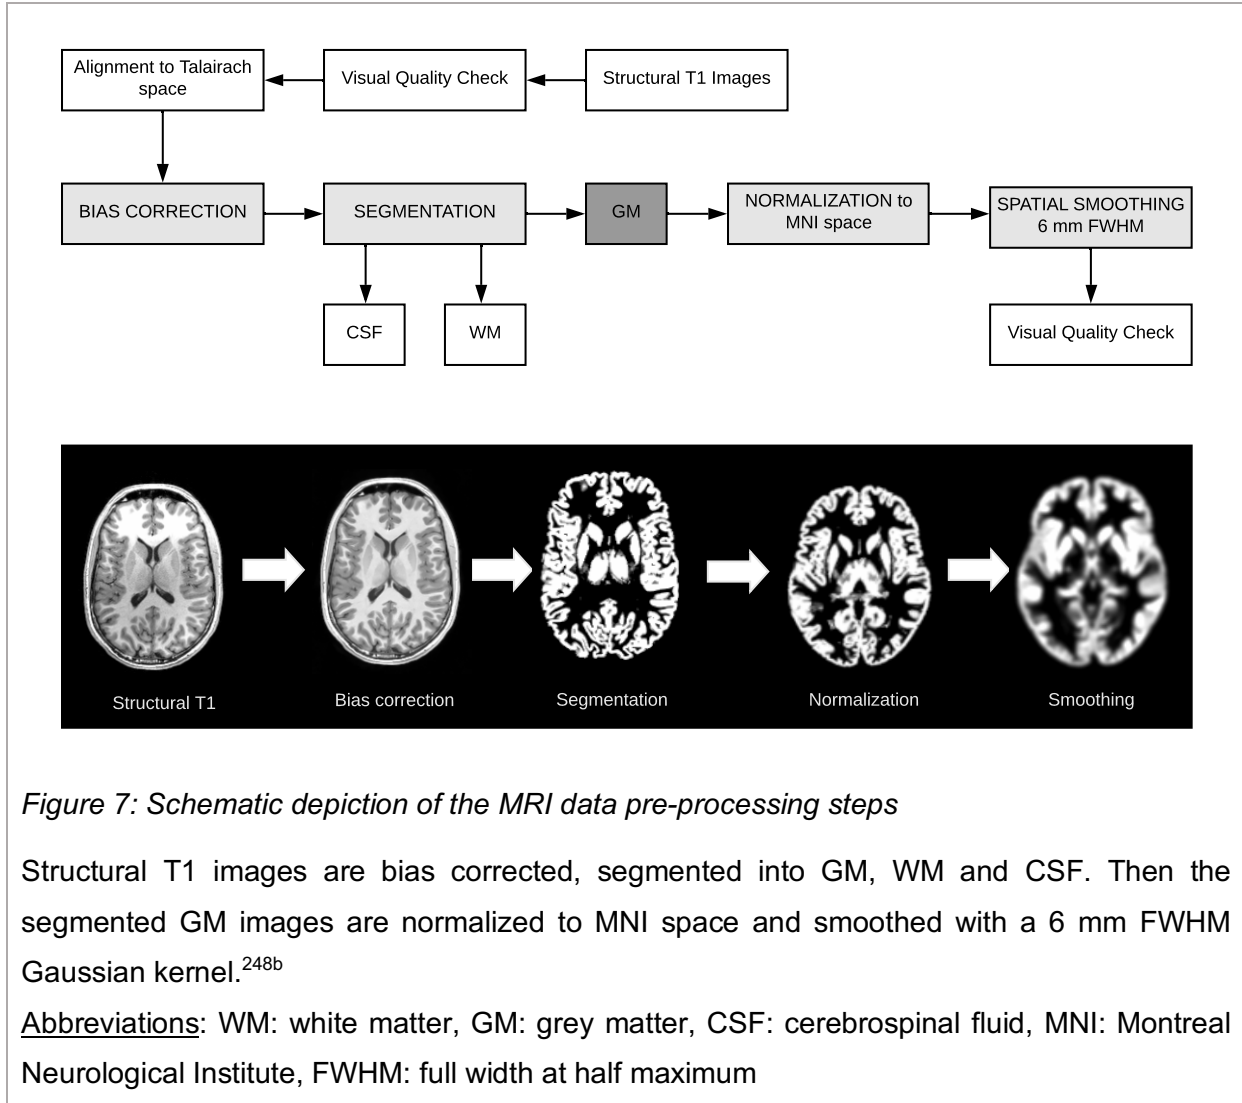 Alignment to Talairach
space
Visual Quality Check
Structural T1 Images
BIAS CORRECTION
SEGMENTATION
GM
NORMALIZATION to
MNI space
SPATIAL SMOOTHING
6 mm FWHM
CSF
WM
Visual Quality Check
Structural T1
Bias correction
Segmentation
Normalization
Smoothing
Figure 7: Schematic depiction of the MRI data pre-processing steps
Structural T1 images are bias corrected, segmented into GM, WM and CSF. Then the
segmented GM images are normalized to MNI space and smoothed with a 6 mm FWHM
Gaussian kernel.248b
Abbreviations: WM: white matter, GM: grey matter, CSF: cerebrospinal fluid, MNI: Montreal
Neurological Institute, FWHM: full width at half maximum